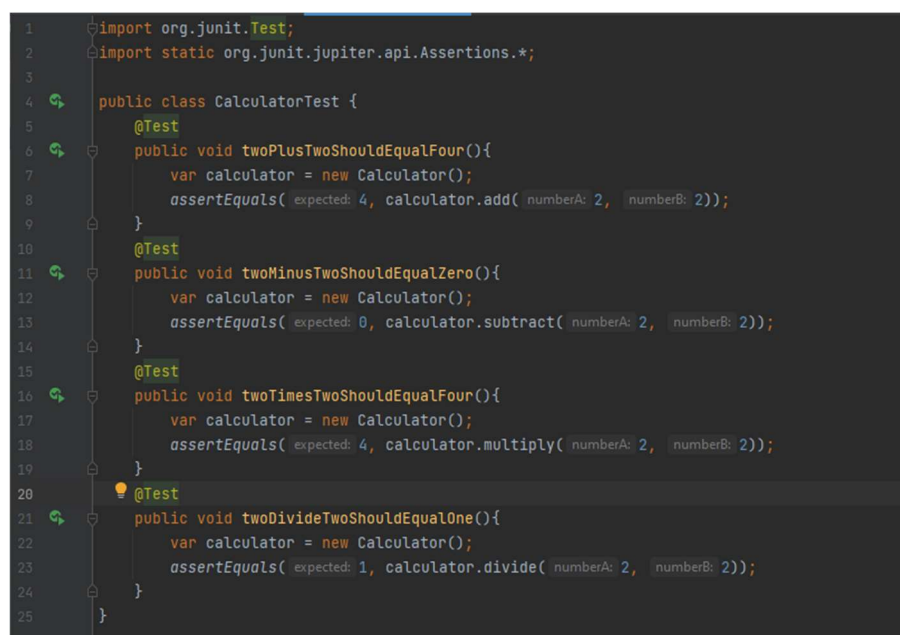 1 import org.junit.Test;
2 import static org.junit.jupiter.api.Assertions.*;
3
4 public class CalculatorTest {
5 @Test
6 public void twoPlusTwoShouldEqualFour(){
7 var calculator = new Calculator();
8 assertEquals( expected: 4, calculator.add( numberA: 2, numberB: 2));
9 }
10 @Test
11 public void twoMinusTwoShouldEqualZero(){
12 var calculator = new Calculator();
13 assertEquals( expected: 0, calculator.subtract( numberA: 2, numberB: 2));
14 }
15 @Test
16 public void twoTimesTwoShouldEqualFour(){
17 var calculator = new Calculator();
18 assertEquals( expected: 4, calculator.multiply( numberA: 2, numberB: 2));
19 }
20 @Test
21 public void twoDivideTwoShouldEqualOne(){
22 var calculator = new Calculator();
23 assertEquals( expected: 1, calculator.divide( numberA: 2, numberB: 2));
24 }
25 }